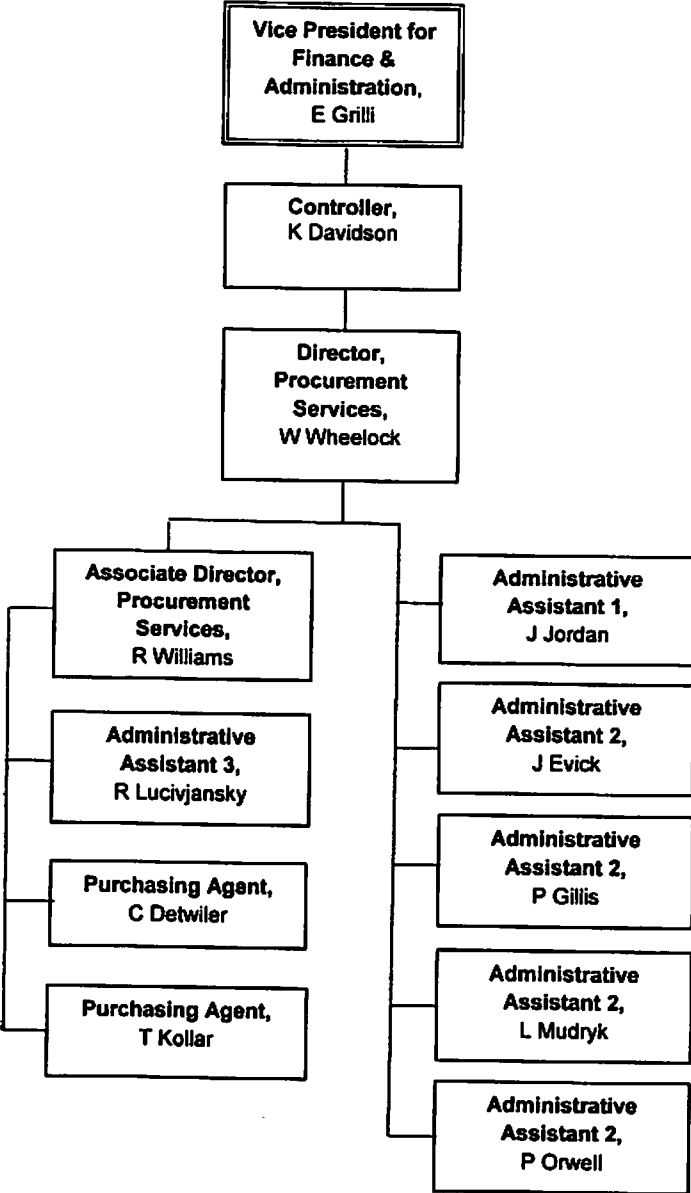 Vice President for
Finance &
Administration,
E Grilli
Controller,
K Davidson
Director,
Procurement
Services,
W Wheelock
Associate Director,
Procurement
Services,
R Williams
Administrative
Assistant 3,
R Lucivjansky
Purchasing Agent,
C Detwiler
Purchasing Agent,
T Kollar
Administrative
Assistant 1,
J Jordan
Administrative
Assistant 2,
J Evick
Administrative
Assistant 2,
P Gillis
Administrative
Assistant 2,
L Mudryk
Administrative
Assistant 2,
P Orwell